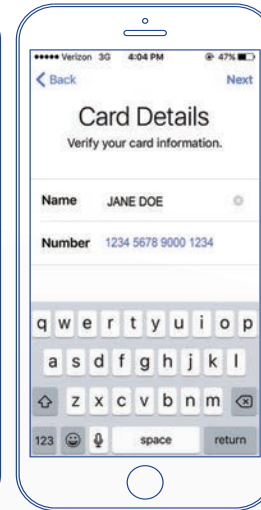 Verizon 3G 4:04 PM 47%
Back Next
Card Details
Verify your card information.
Name JANE DOE
Number 1234 5678 9000 1234
q w e r t y u i o p
a s d f g h j k l
z x c v b n m
123 space return